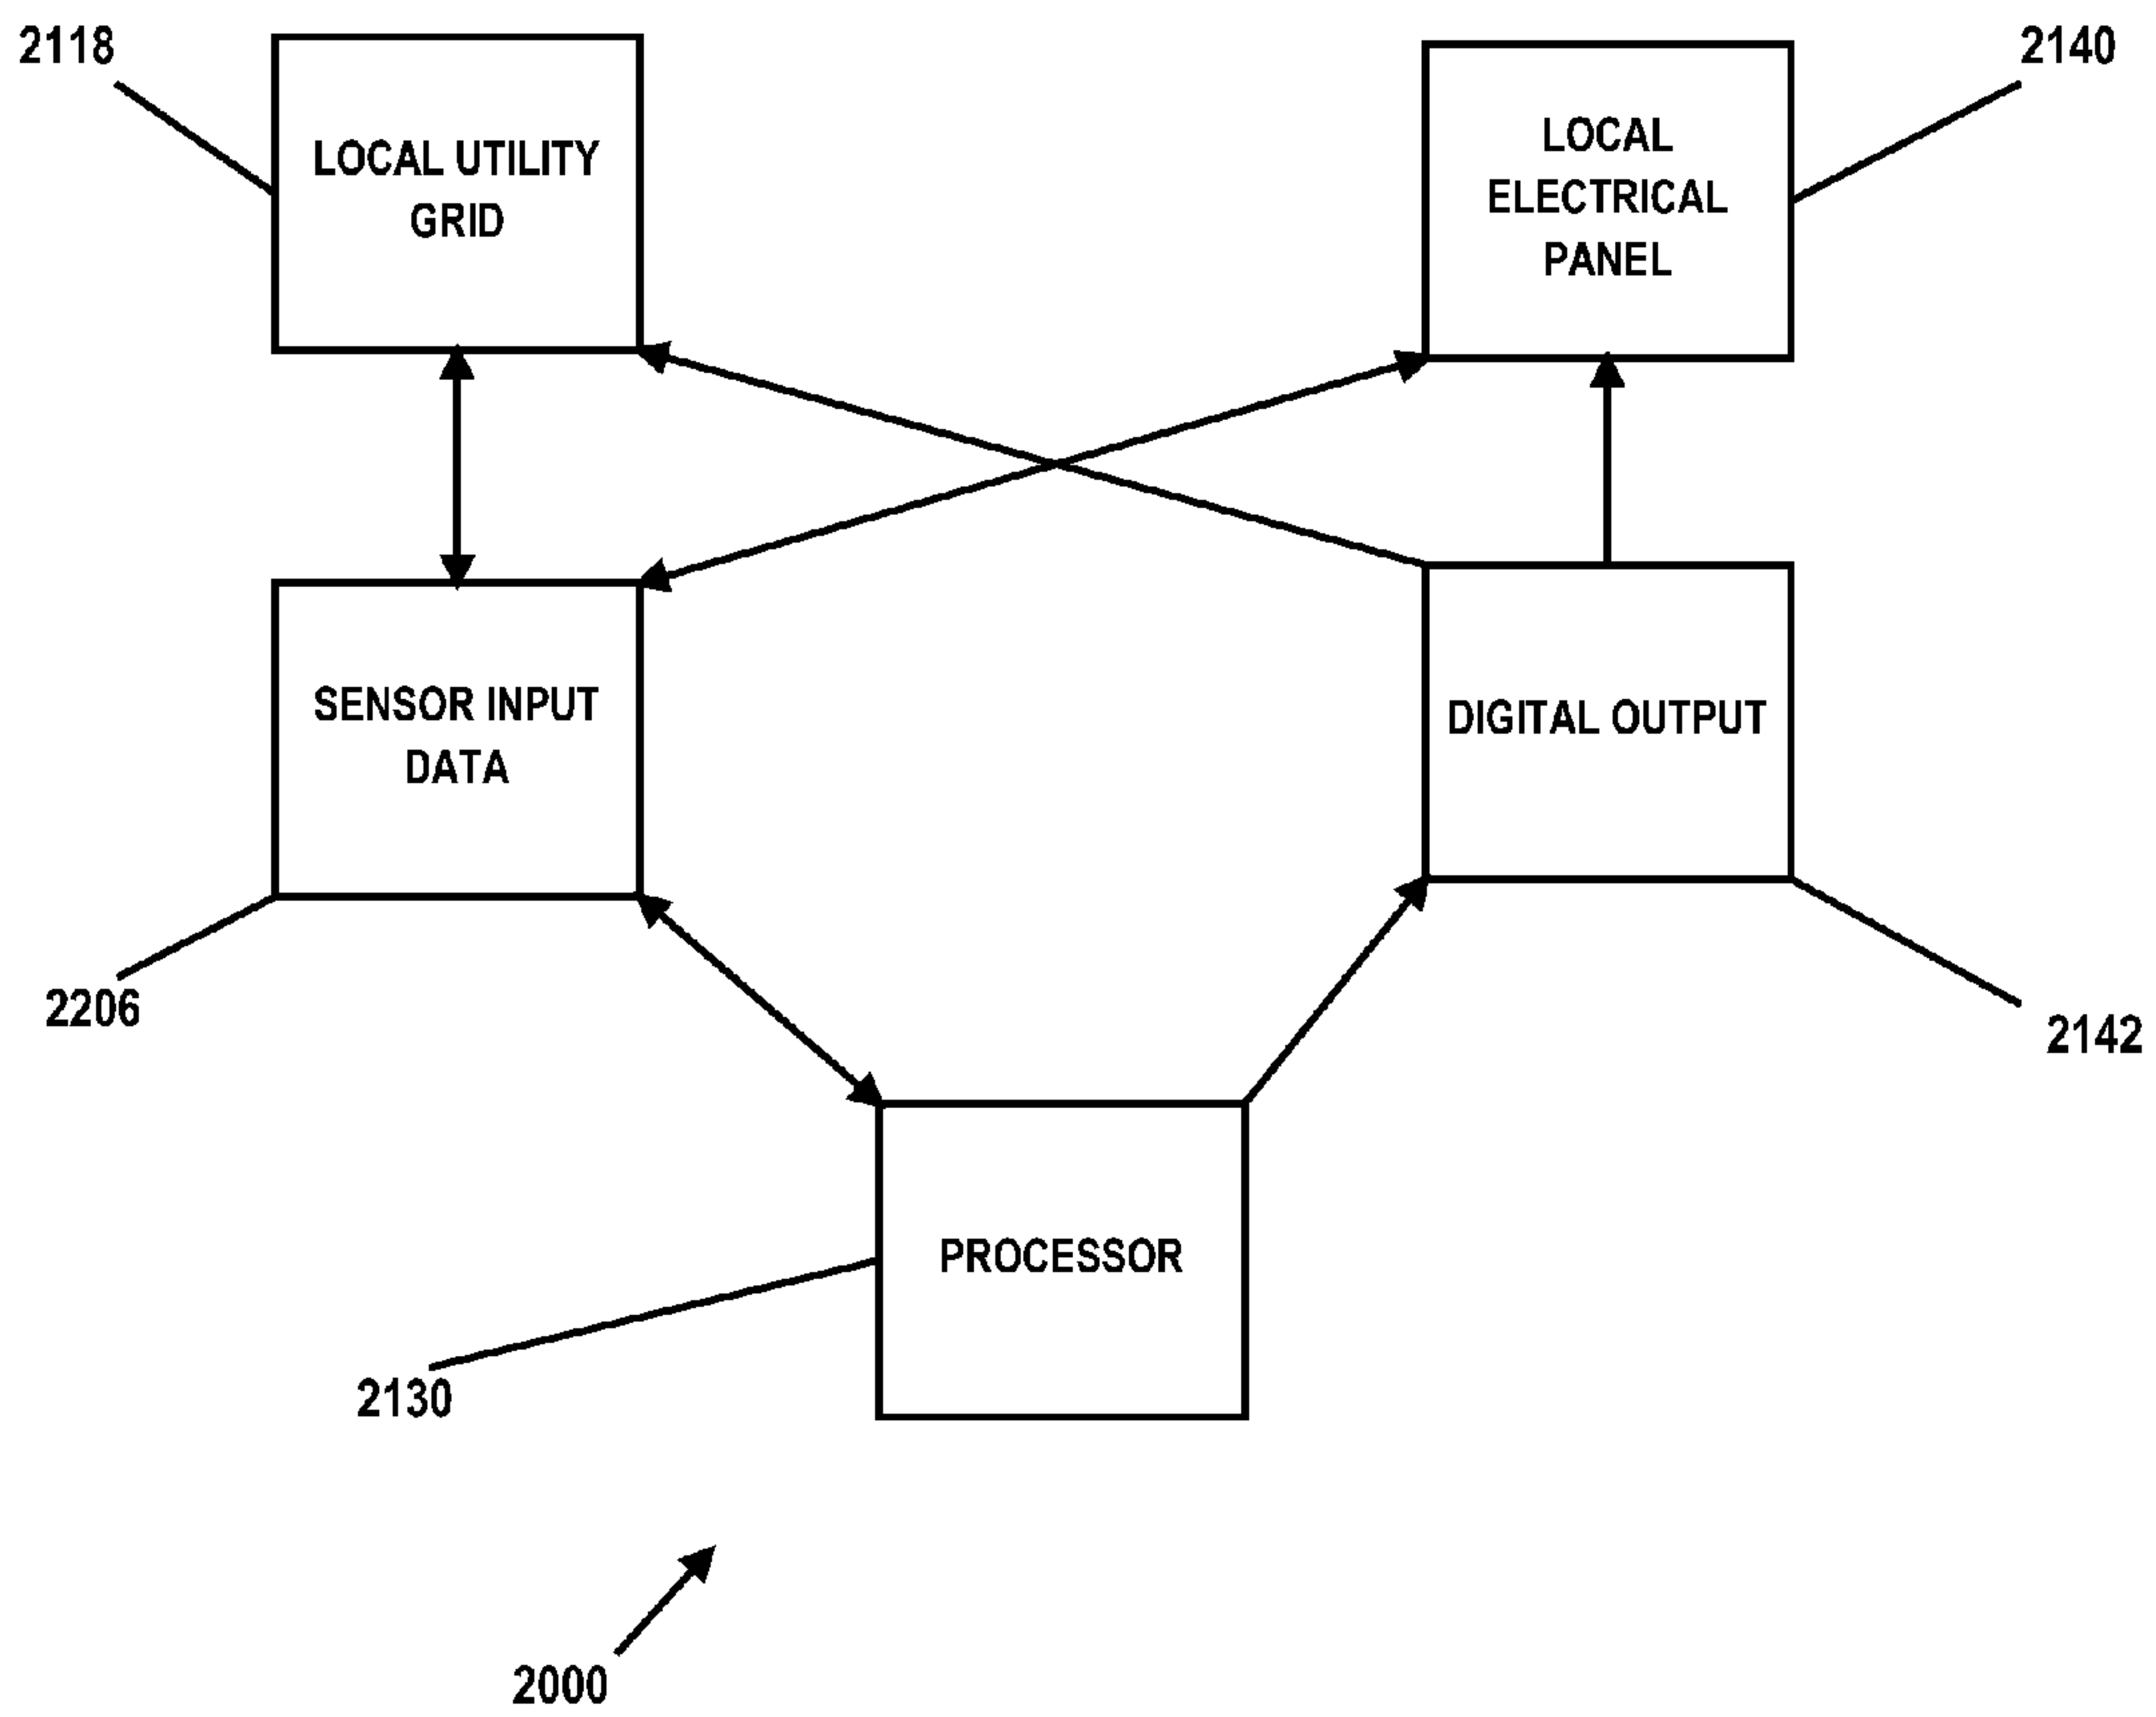 2118
LOCAL UTILITY
GRID
2140
LOCAL
ELECTRICAL
PANEL
SENSOR INPUT
DATA
2206
DIGITAL OUTPUT
2142
PROCESSOR
2130
2000